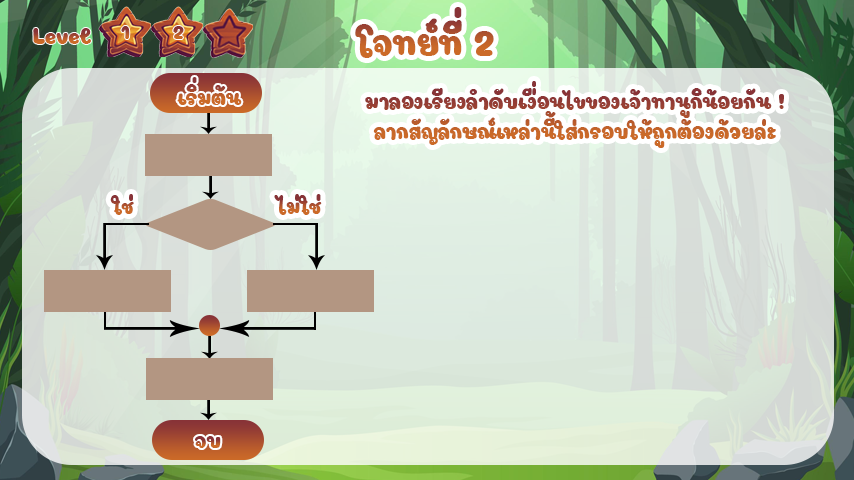 Level 1 2
โจทย์ที่ 2
เริ่มต้น
มาลองเรียงลำดับเงื่อนไขของเจ้าทานูกิน้อยกัน !
ลากสัญลักษณ์เหล่านี้ใส่กรอบให้ถูกต้องด้วยล่ะ
ใช่
ไม่ใช่
จบ